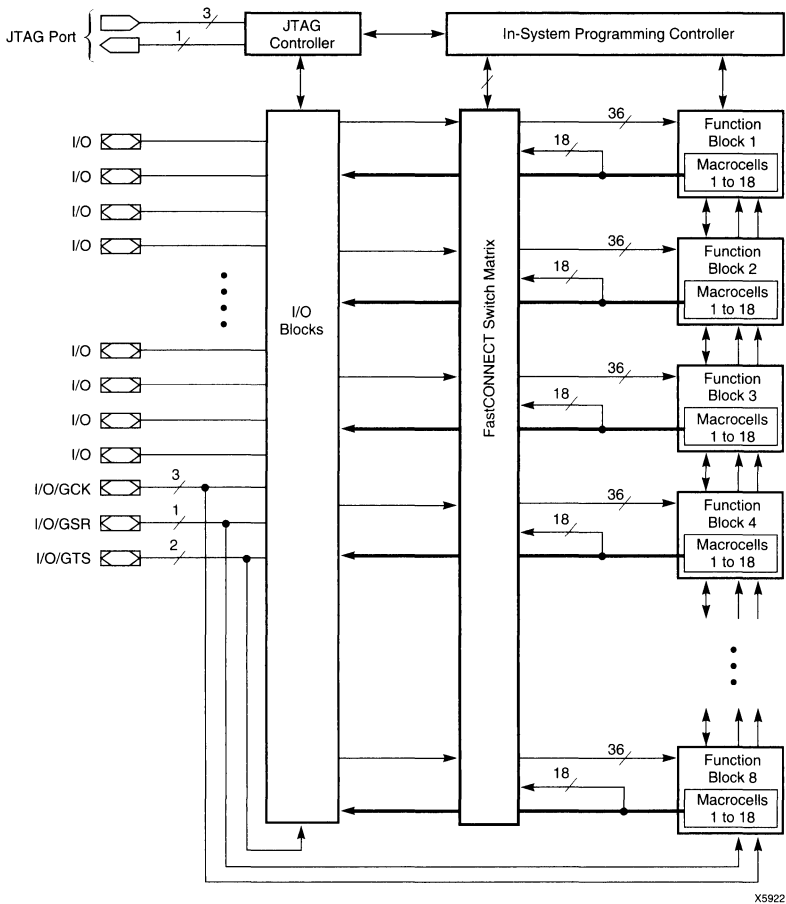 JTAG Port
3
1
JTAG
Controller
In-System Programming Controller
I/O
I/O
I/O
I/O
I/O
I/O
I/O
I/O
I/O/GCK
3
I/O/GSR
1
I/O/GTS
2
I/O
Blocks
FastCONNECT Switch Matrix
36
18
Function
Block 1
Macrocells
1 to 18
36
18
Function
Block 2
Macrocells
1 to 18
36
18
Function
Block 3
Macrocells
1 to 18
36
18
Function
Block 4
Macrocells
1 to 18
36
18
Function
Block 8
Macrocells
1 to 18
X5922